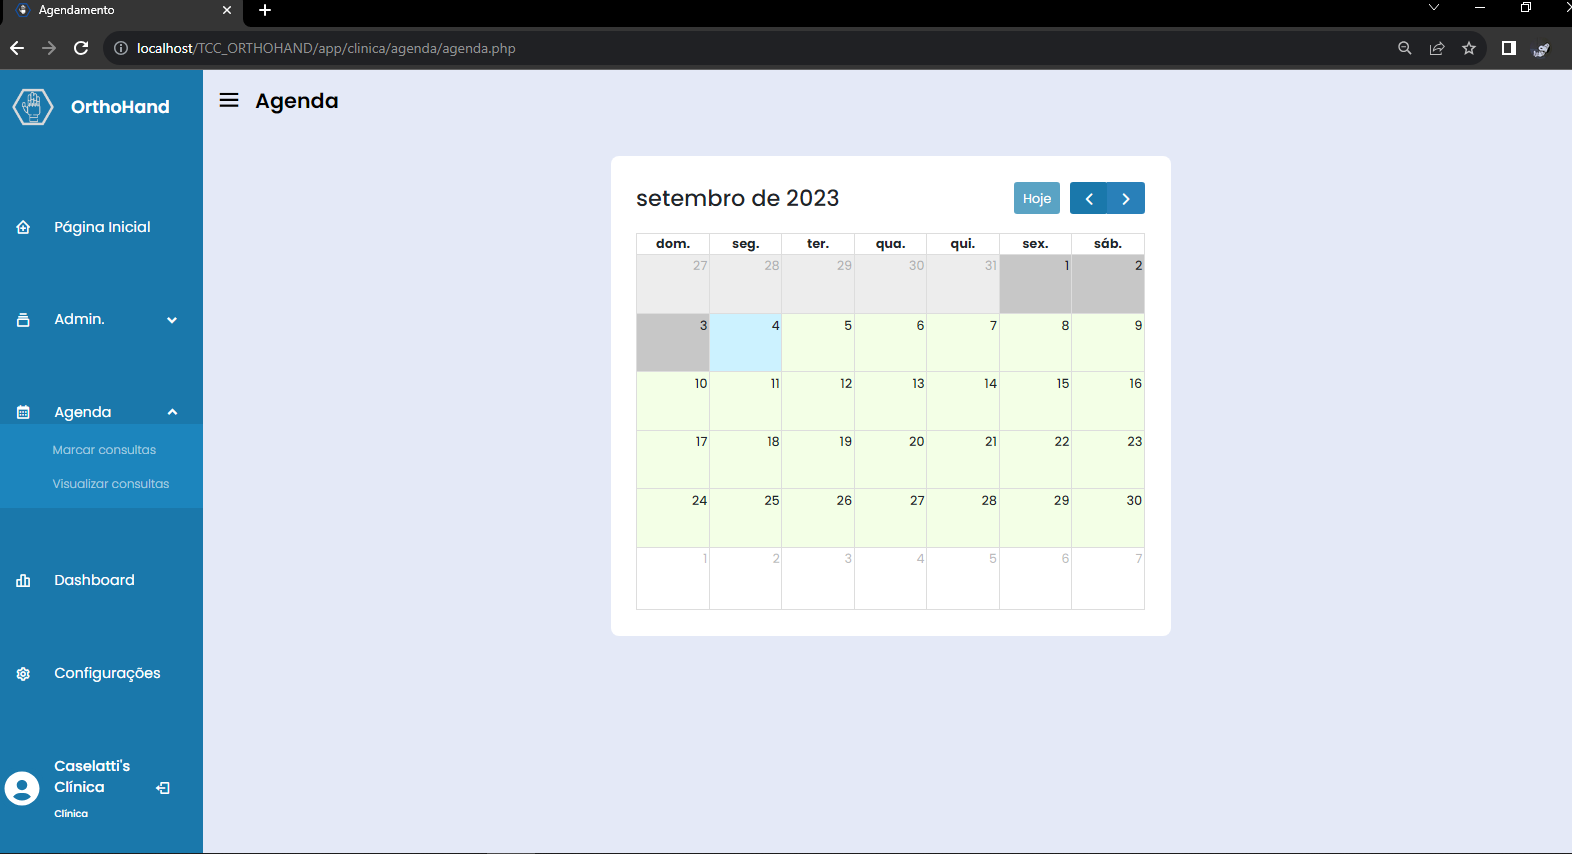 Agendamento
localhost/TCC_ORTHOHAND/app/clinica/agenda/agenda.php
OrthoHand
Agenda
Página Inicial
Admin.
Agenda
Marcar consultas
Visualizar consultas
Dashboard
Configurações
Caselatti's
Clínica
Clínica
setembro de 2023
Hoje
dom. seg. ter. qua. qui. sex. sáb.
27 28 29 30 31 1 2
3 4 5 6 7 8 9
10 11 12 13 14 15 16
17 18 19 20 21 22 23
24 25 26 27 28 29 30
1 2 3 4 5 6 7